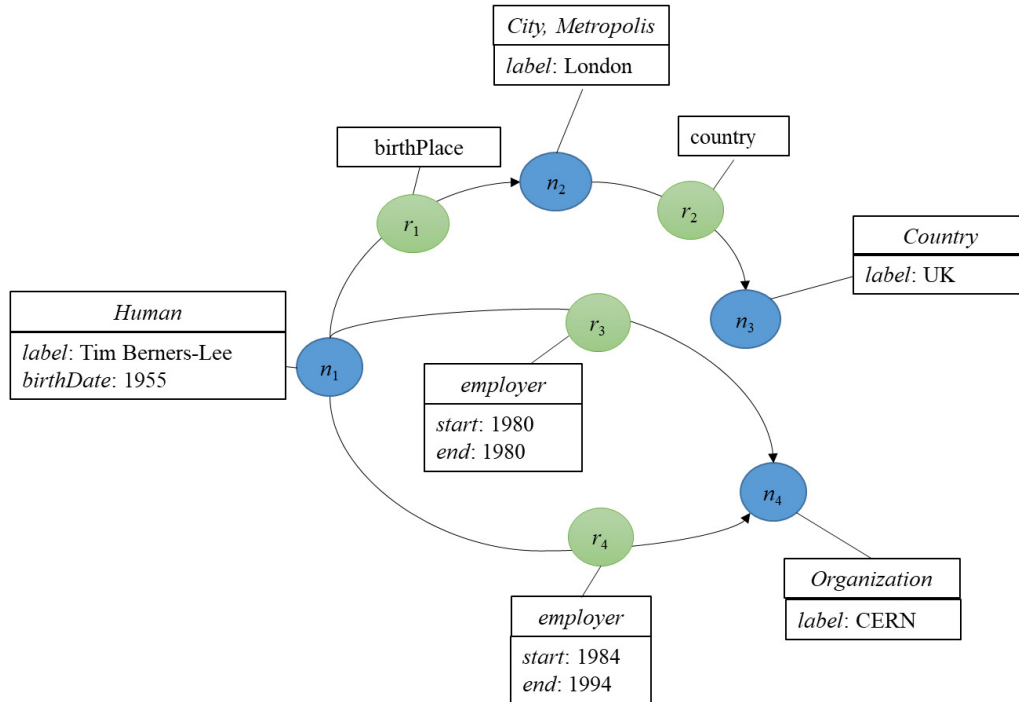 City, Metropolis
label: London
birthPlace
country
n2
r1
r2
Country
label: UK
Human
label: Tim Berners-Lee
birthDate: 1955
n1
r3
n3
employer
start: 1980
end: 1980
n4
r4
Organization
label: CERN
employer
start: 1984
end: 1994